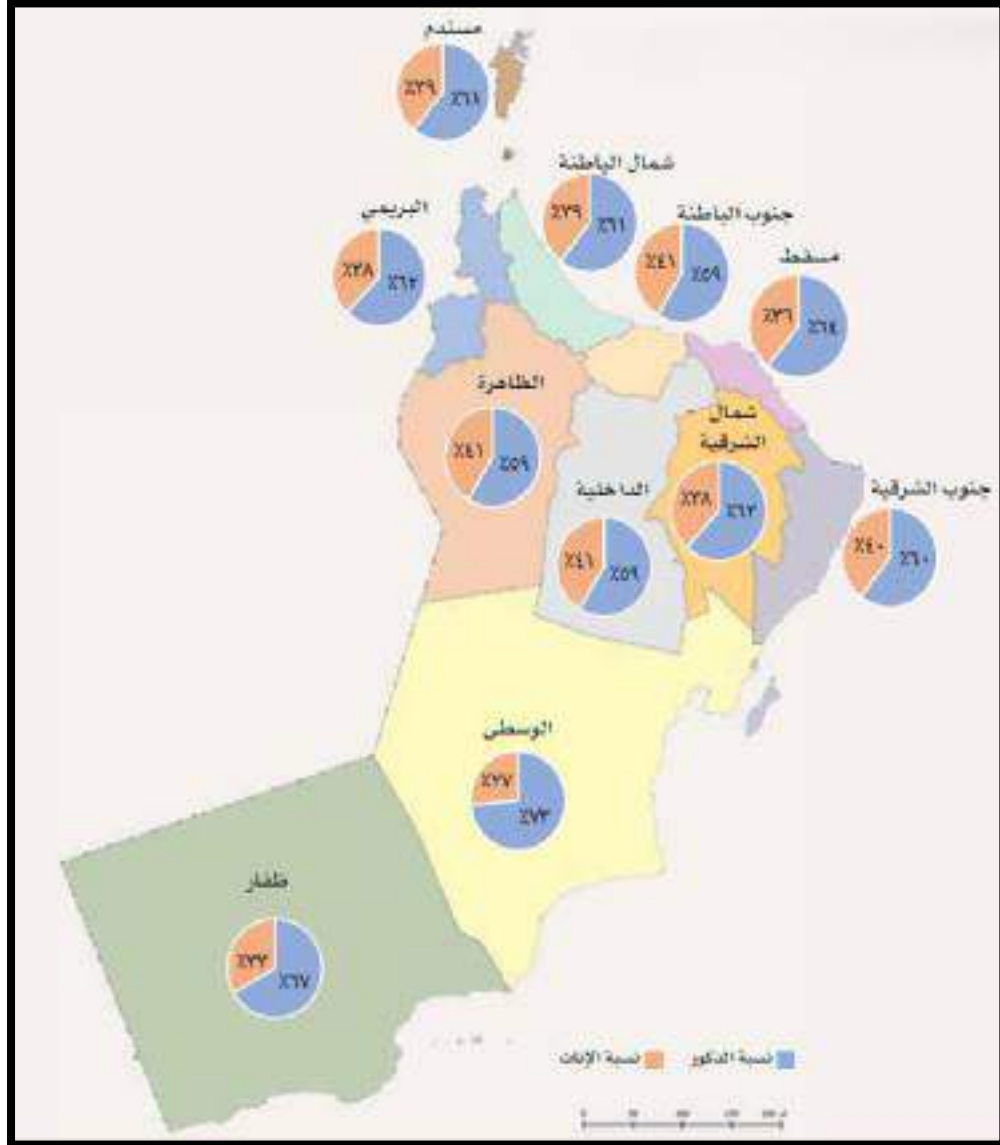 مسندم
٪٣٩
٪٦١
شمال الباطنة
٪٣٩
٪٦١
جنوب الباطنة
٪٤١
٪٥٩
مسقط
٪٣٦
٪٦٤
البريمي
٪٣٨
٪٦٢
الظاهرة
٪٤١
٪٥٩
شمال
الشرقية
٪٣٨
٪٦٢
الداخلية
٪٤١
٪٥٩
جنوب الشرقية
٪٤٠
٪٦٠
الوسطى
٪٢٧
٪٧٣
ظفار
٪٣٣
٪٦٧
نسبة الذكور
نسبة الإناث